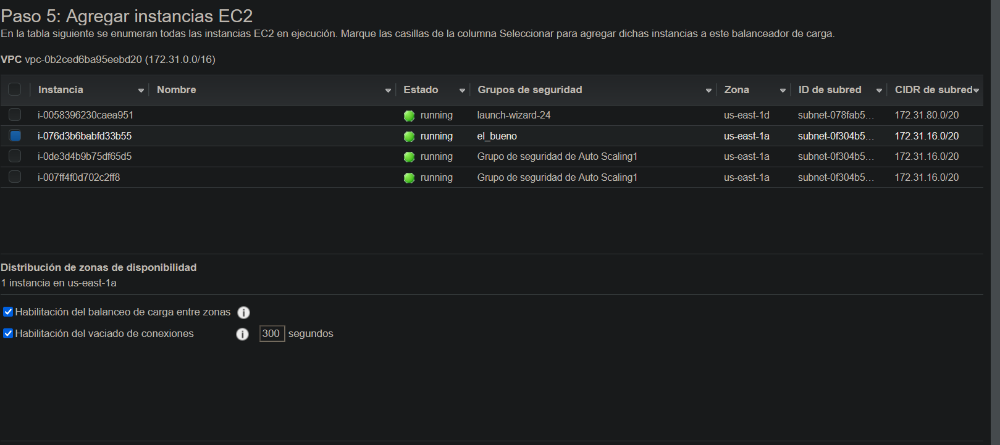 Paso 5: Agregar instancias EC2
En la tabla siguiente se enumeran todas las instancias EC2 en ejecución. Marque las casillas de la columna Seleccionar para agregar dichas instancias a este balanceador de carga.
VPC vpc-0b2ced6ba95eebd20 (172.31.0.0/16)
Instancia Nombre Estado Grupos de seguridad Zona ID de subred CIDR de subred
i-0058396230caea951 running launch-wizard-24 us-east-1d subnet-078fab5... 172.31.80.0/20
i-076d3b6babfd33b55 running el_bueno us-east-1a subnet-0f304b5... 172.31.16.0/20
i-0de3d4b9b75df65d5 running Grupo de seguridad de Auto Scaling1 us-east-1a subnet-0f304b5... 172.31.16.0/20
i-007ff4f0d702c2ff8 running Grupo de seguridad de Auto Scaling1 us-east-1a subnet-0f304b5... 172.31.16.0/20
Distribución de zonas de disponibilidad
1 instancia en us-east-1a
Habilitación del balanceo de carga entre zonas i
Habilitación del vaciado de conexiones i 300 segundos